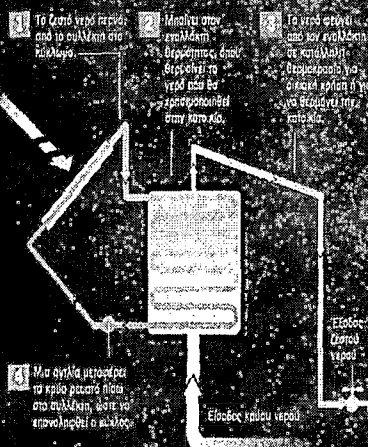 1 Το ζεστό νερό περνά
από το συλλέκτη στο
κύκλωμα.
2 Μπαίνει στον
εναλλάκτη
θερμότητας, όπου
θερμαίνει το
νερό που θα
χρησιμοποιηθεί
στην κατοικία.
3 Το νερό φεύγει
από τον εναλλάκτη
σε κατάλληλη
θερμοκρασία για
οικιακή χρήση ή για
να θερμάνει την
κατοικία.
4 Μια αντλία μεταφέρει
το κρύο ρευστό πίσω
στο συλλέκτη, ώστε να
επαναληφθεί ο κύκλος.
Είσοδος κρύου νερού
Έξοδος
ζεστού
νερού